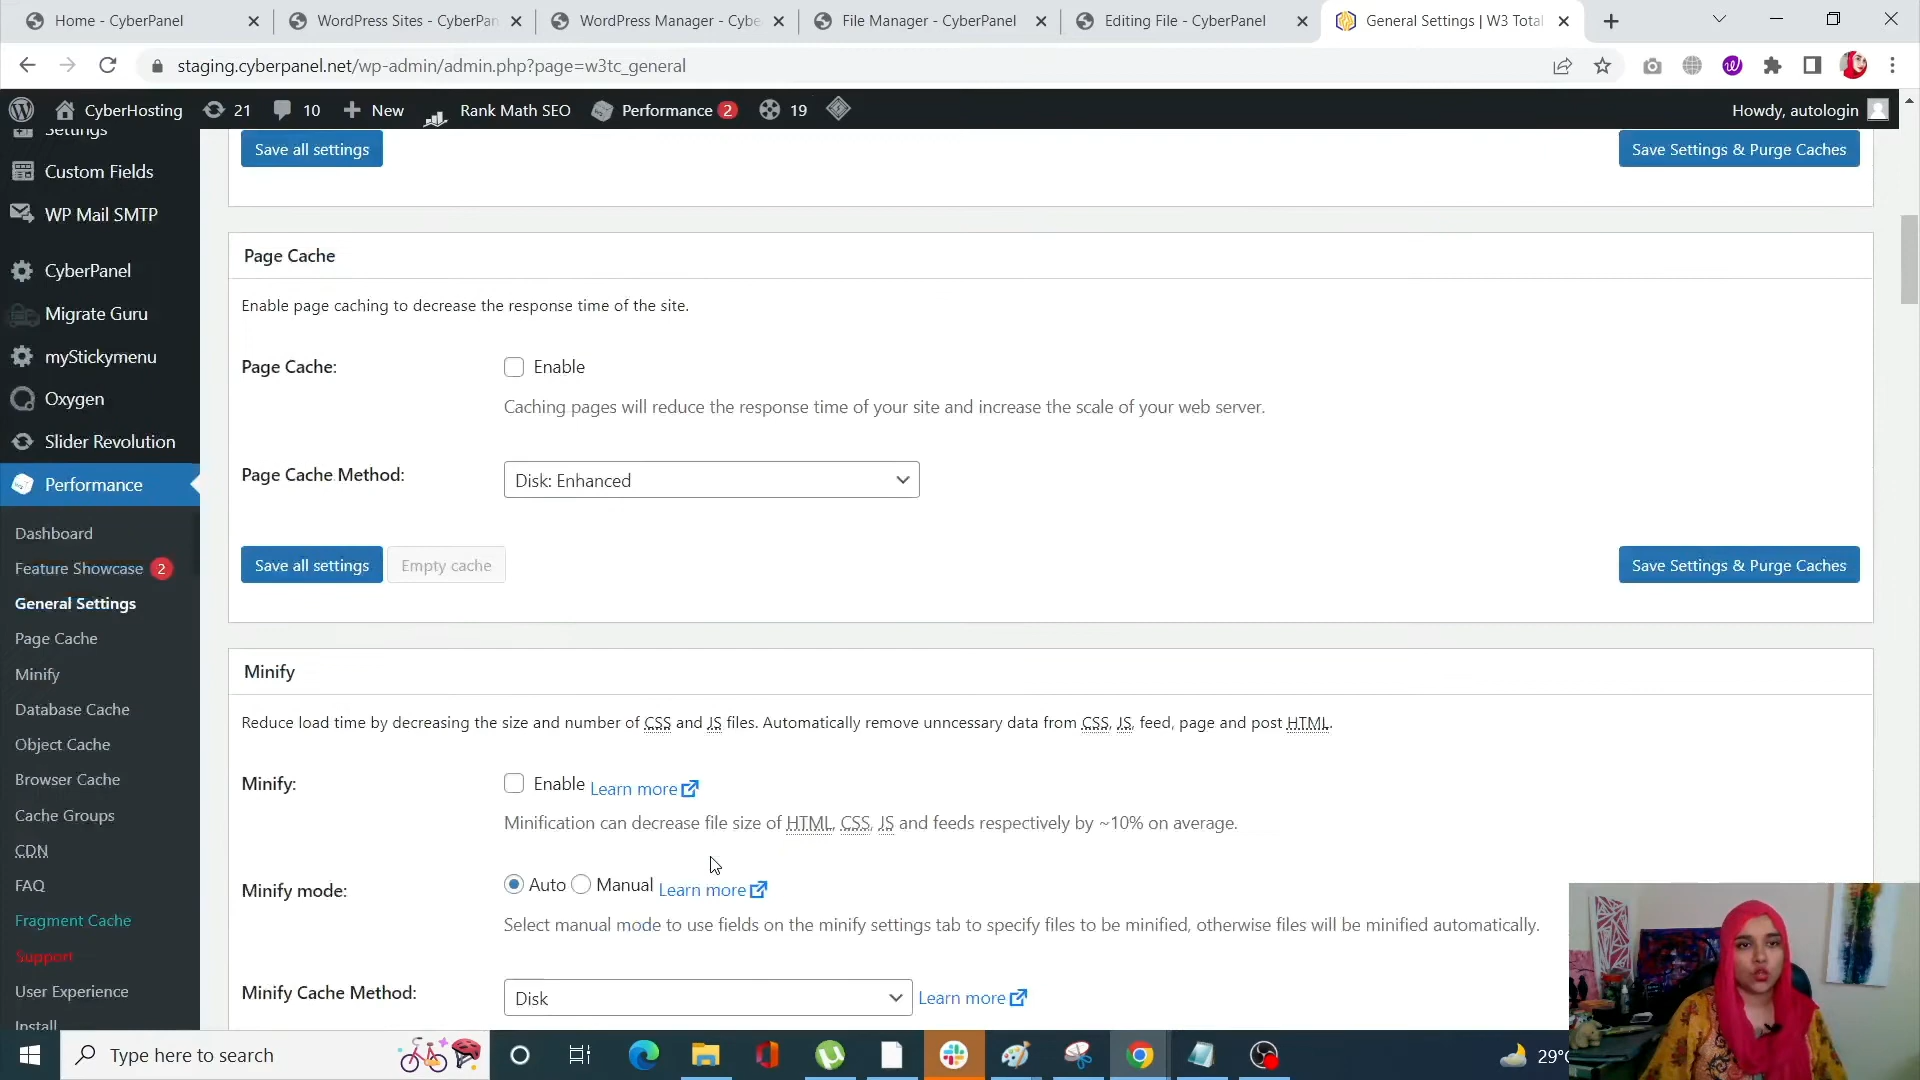 Home - CyberPanel
WordPress Sites - CyberPan
WordPress Manager - Cybe
File Manager - CyberPanel
Editing File - CyberPanel
General Settings | W3 Total
staging.cyberpanel.net/wp-admin/admin.php?page=w3tc_general
CyberHosting
21
10
New
Rank Math SEO
Performance 2
19
Howdy, autologin
Settings
Custom Fields
WP Mail SMTP
CyberPanel
Migrate Guru
myStickymenu
Oxygen
Slider Revolution
Performance
Dashboard
Feature Showcase 2
General Settings
Page Cache
Minify
Database Cache
Object Cache
Browser Cache
Cache Groups
CDN
FAQ
Fragment Cache
Support
User Experience
Install
Save all settings
Save Settings & Purge Caches
Page Cache
Enable page caching to decrease the response time of the site.
Page Cache:
Enable
Caching pages will reduce the response time of your site and increase the scale of your web server.
Page Cache Method:
Disk: Enhanced
Save all settings
Empty cache
Save Settings & Purge Caches
Minify
Reduce load time by decreasing the size and number of CSS and JS files. Automatically remove unncessary data from CSS, JS, feed, page and post HTML.
Minify:
Enable Learn more
Minification can decrease file size of HTML, CSS, JS and feeds respectively by ~10% on average.
Minify mode:
Auto Manual Learn more
Select manual mode to use fields on the minify settings tab to specify files to be minified, otherwise files will be minified automatically.
Minify Cache Method:
Disk
Learn more
Type here to search
29°C